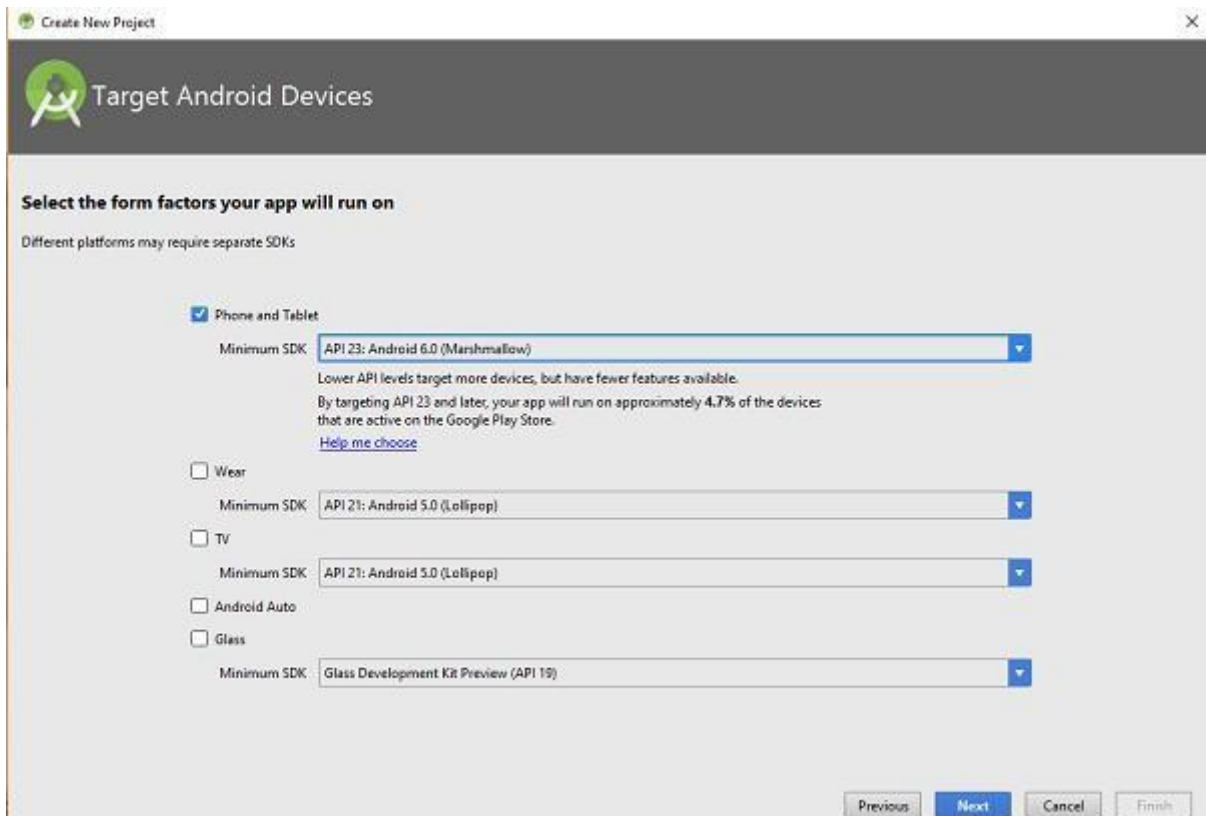 Create New Project
Target Android Devices
Select the form factors your app will run on
Different platforms may require separate SDKs
Phone and Tablet
Minimum SDK API 23: Android 6.0 (Marshmallow)
Lower API levels target more devices, but have fewer features available.
By targeting API 23 and later, your app will run on approximately 4.7% of the devices
that are active on the Google Play Store.
Help me choose
Wear
Minimum SDK API 21: Android 5.0 (Lollipop)
TV
Minimum SDK API 21: Android 5.0 (Lollipop)
Android Auto
Glass
Minimum SDK Glass Development Kit Preview (API 19)
Previous Next Cancel Finish